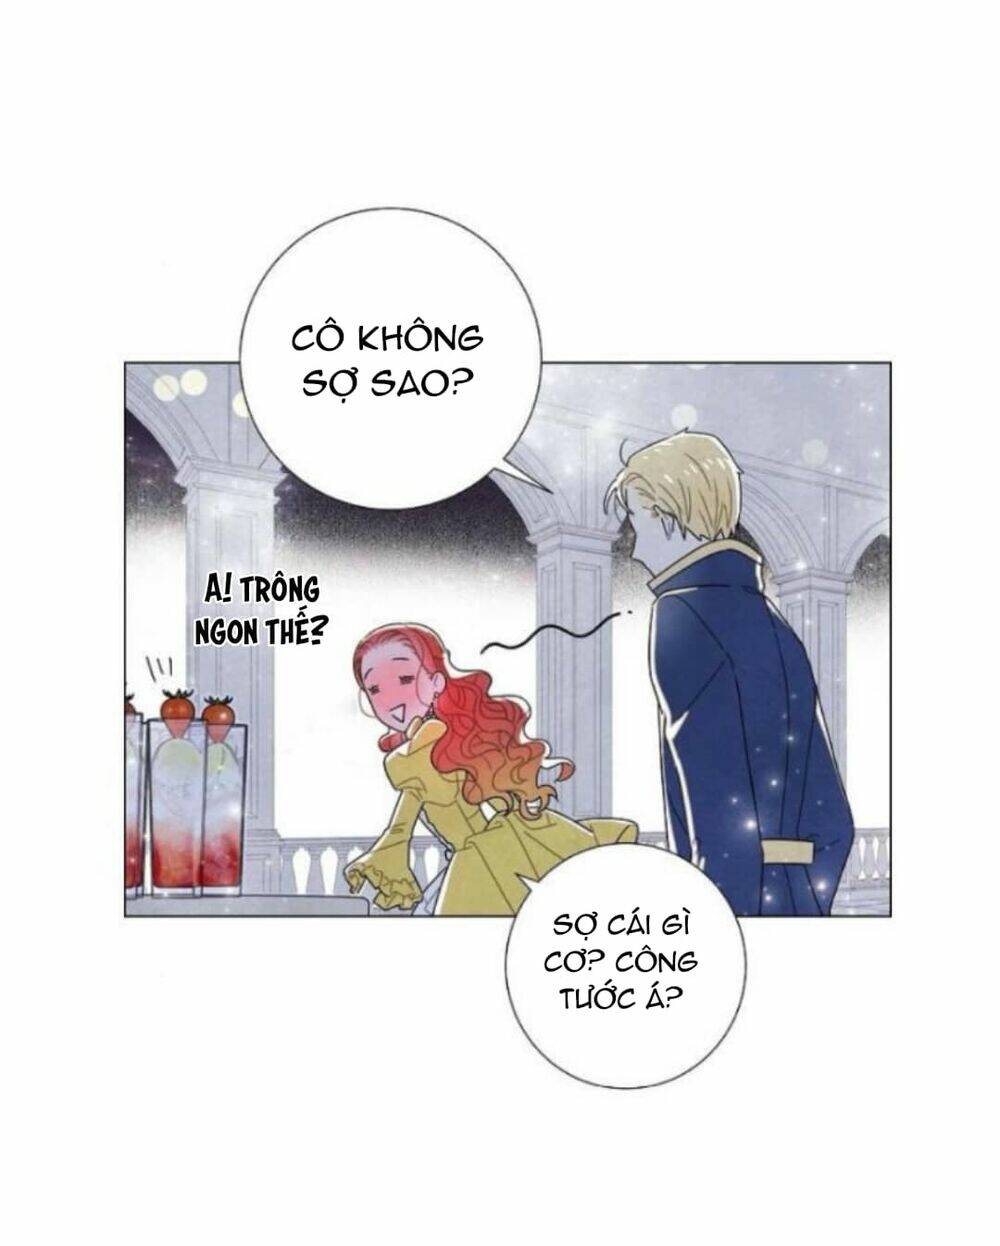 CÔ KHÔNG
SỢ SAO?
A! TRÔNG
NGON THẾ?
SỢ CÁI GÌ
CƠ? CÔNG
TƯỚC Á?